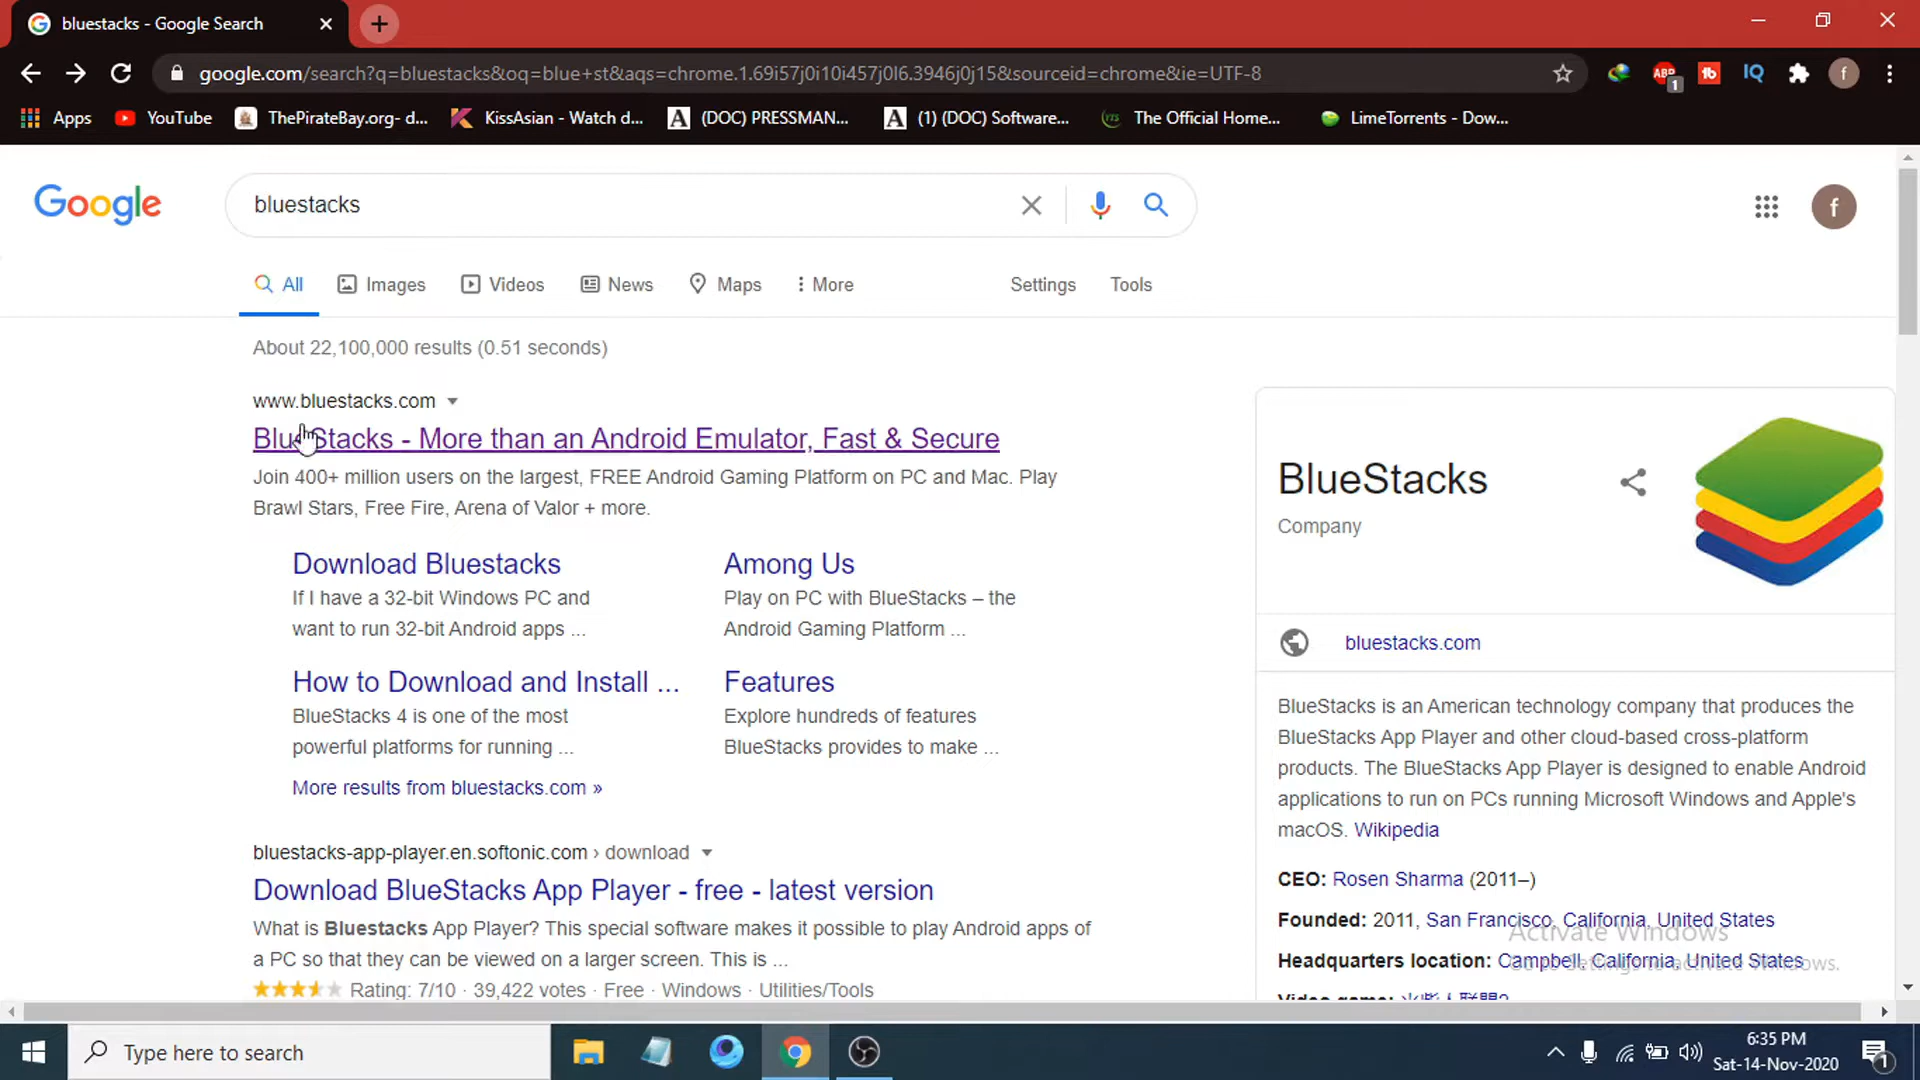 bluestacks - Google Search
google.com/search?q=bluestacks&oq=blue+st&aqs=chrome.1.69i57j0i10i457j0l6.3946j0j15&sourceid=chrome&ie=UTF-8
ABP
1
tb
IQ
f
Apps
YouTube
ThePirateBay.org- d...
KissAsian - Watch d...
(DOC) PRESSMAN...
(1) (DOC) Software...
The Official Home...
LimeTorrents - Dow...
Google
bluestacks
f
All
Images
Videos
News
Maps
More
Settings
Tools
About 22,100,000 results (0.51 seconds)
www.bluestacks.com
BlueStacks - More than an Android Emulator, Fast & Secure
Join 400+ million users on the largest, FREE Android Gaming Platform on PC and Mac. Play
Brawl Stars, Free Fire, Arena of Valor + more.
Download Bluestacks
If I have a 32-bit Windows PC and
want to run 32-bit Android apps ...
Among Us
Play on PC with BlueStacks – the
Android Gaming Platform ...
How to Download and Install ...
BlueStacks 4 is one of the most
powerful platforms for running ...
Features
Explore hundreds of features
BlueStacks provides to make ...
More results from bluestacks.com »
bluestacks-app-player.en.softonic.com › download
Download BlueStacks App Player - free - latest version
What is Bluestacks App Player? This special software makes it possible to play Android apps of
a PC so that they can be viewed on a larger screen. This is ...
Rating: 7/10 · 39,422 votes · Free · Windows · Utilities/Tools
BlueStacks
Company
bluestacks.com
BlueStacks is an American technology company that produces the
BlueStacks App Player and other cloud-based cross-platform
products. The BlueStacks App Player is designed to enable Android
applications to run on PCs running Microsoft Windows and Apple's
macOS. Wikipedia
CEO: Rosen Sharma (2011–)
Founded: 2011, San Francisco, California, United States
Headquarters location: Campbell, California, United States
Activate Windows
Go to Settings to activate Windows.
Video game:
Type here to search
6:35 PM
Sat-14-Nov-2020
1